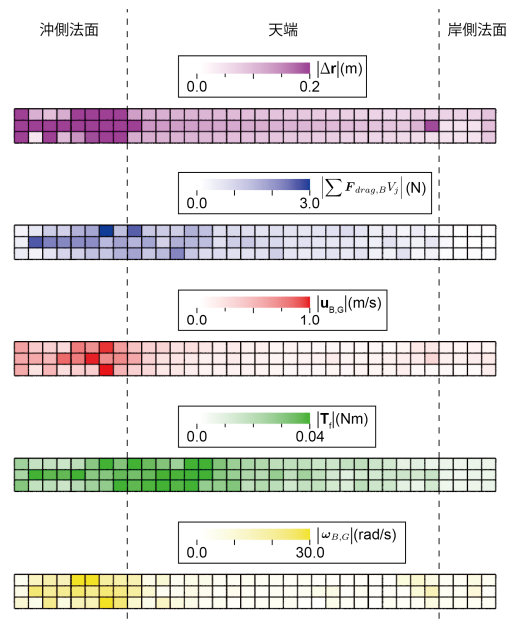 沖側法面 天端 岸側法面
|Δr|(m)
0.0 0.2
|∑ F_{drag,B} V_j| (N)
0.0 3.0
|u_{B,G}|(m/s)
0.0 1.0
|T_f|(Nm)
0.0 0.04
|ω_{B,G}|(rad/s)
0.0 30.0